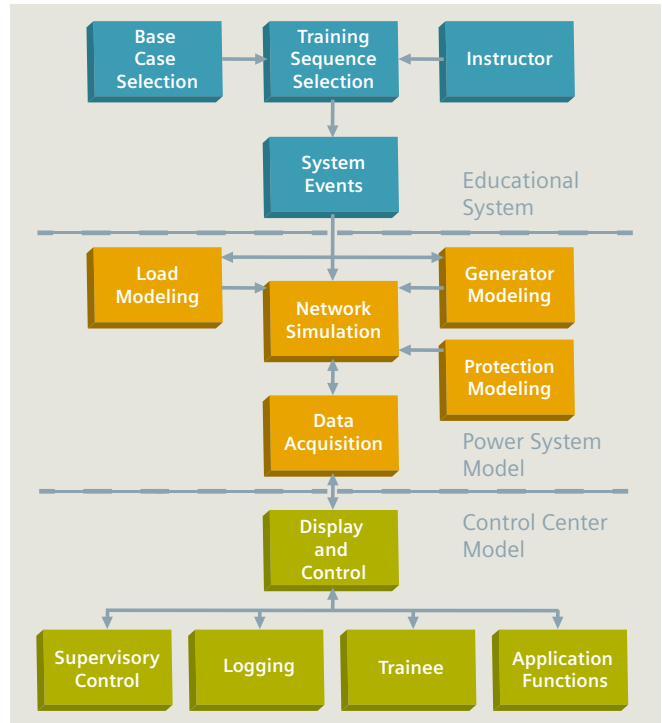 Base
Case
Selection
Training
Sequence
Selection
Instructor
System
Events
Educational
System
Load
Modeling
Network
Simulation
Generator
Modeling
Protection
Modeling
Data
Acquisition
Power System
Model
Control Center
Model
Display
and
Control
Supervisory
Control
Logging
Trainee
Application
Functions